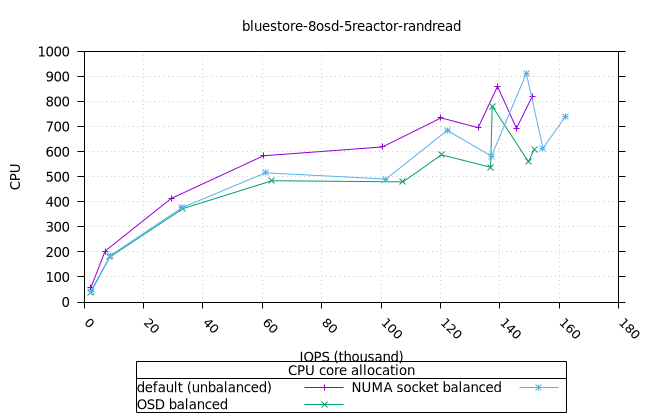 bluestore-8osd-5reactor-randread
1000
900
800
700
600
500
400
300
200
100
0
CPU
0 20 40 60 80 100 120 140 160 180
IOPS (thousand)
CPU core allocation
default (unbalanced) NUMA socket balanced
OSD balanced